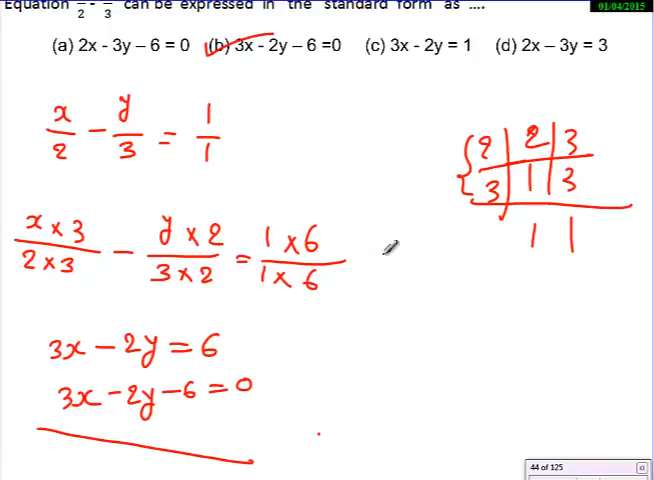 Equation 2 - 3 can be expressed in the standard form as ....
01/04/2015
(a) 2x - 3y – 6 = 0 (b) 3x - 2y – 6 =0 (c) 3x - 2y = 1 (d) 2x – 3y = 3
x/2 – y/3 = 1/1
2 | 2 | 3
3 | 1 | 3
1 | 1
x × 3 / 2 × 3 – y × 2 / 3 × 2 = 1 × 6 / 1 × 6
3x – 2y = 6
3x – 2y – 6 = 0
44 of 125